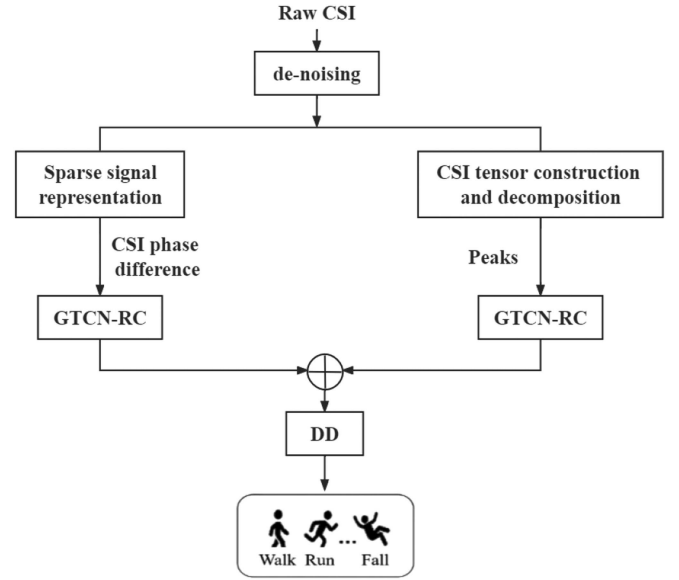 Raw CSI
de-noising
Sparse signal
representation
CSI tensor construction
and decomposition
CSI phase
difference
Peaks
GTCN-RC
GTCN-RC
DD
...
Walk Run Fall